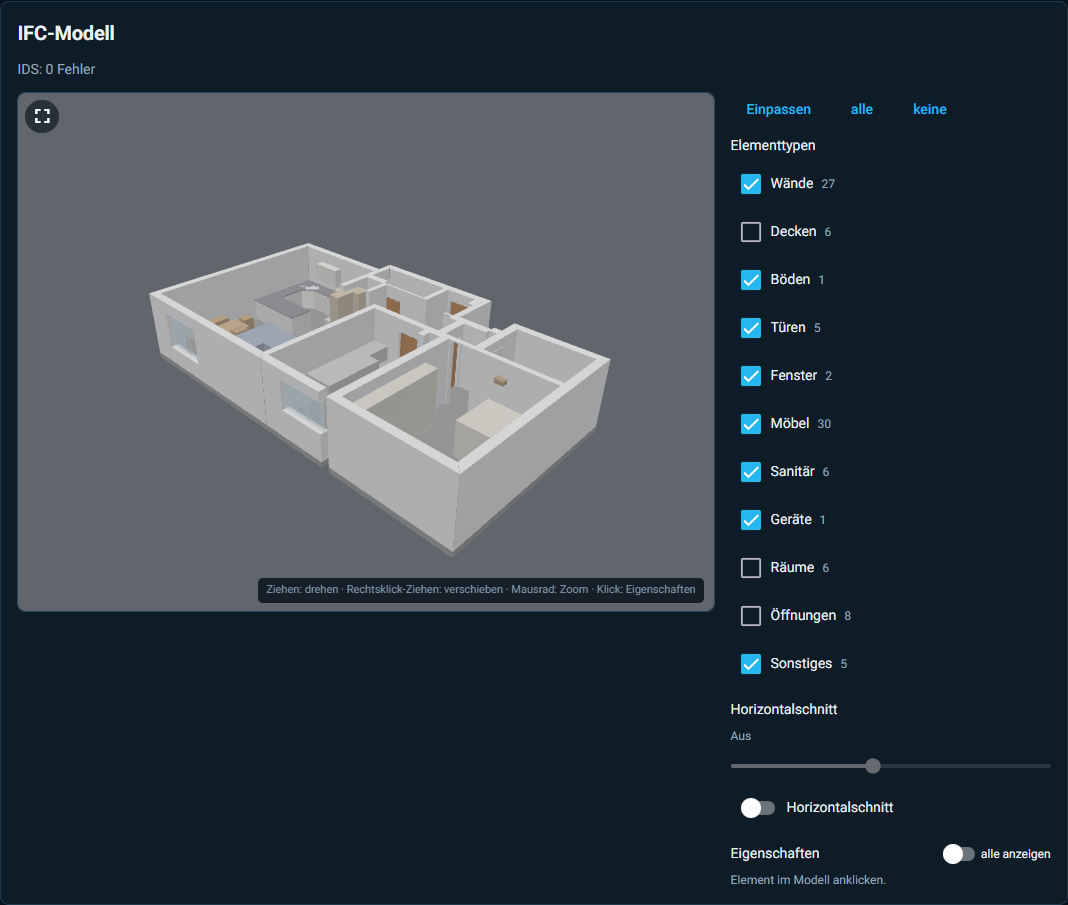 IFC-Modell
IDS: 0 Fehler
Einpassen alle keine
Elementtypen
Wände 27
Decken 6
Böden 1
Türen 5
Fenster 2
Möbel 30
Sanitär 6
Geräte 1
Räume 6
Öffnungen 8
Sonstiges 5
Horizontalschnitt
Aus
Horizontalschnitt
Eigenschaften alle anzeigen
Element im Modell anklicken.
Ziehen: drehen · Rechtsklick-Ziehen: verschieben · Mausrad: Zoom · Klick: Eigenschaften